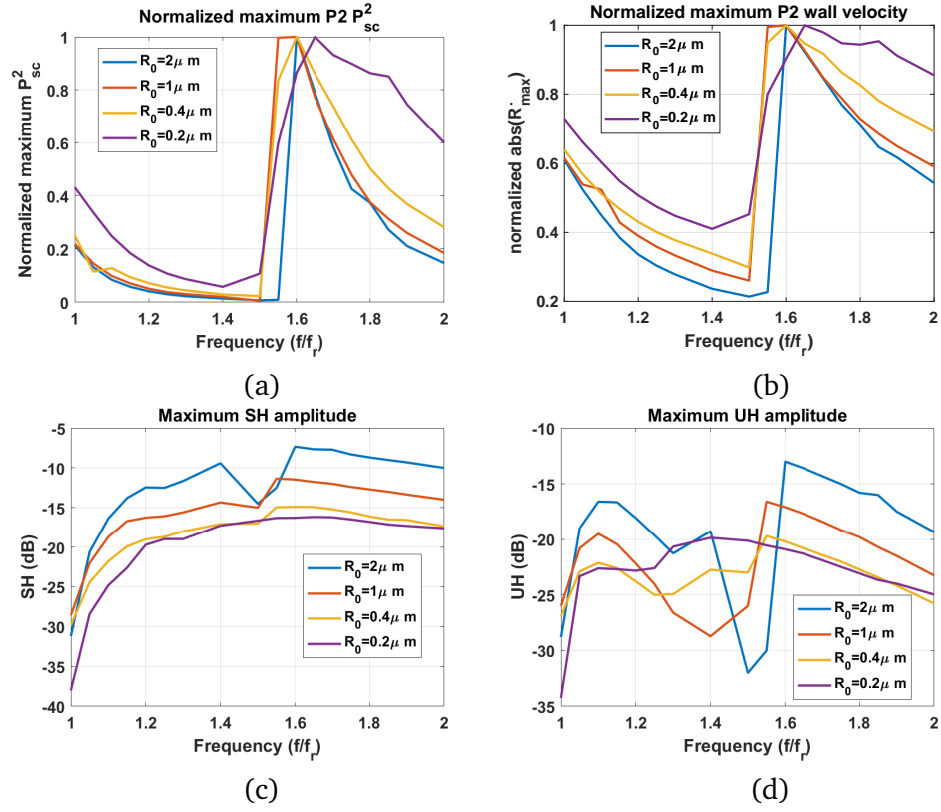 Normalized maximum P2 P²sc
Normalized maximum P²sc
1
0.8
0.6
0.4
0.2
0
R₀=2μ m
R₀=1μ m
R₀=0.4μ m
R₀=0.2μ m
1 1.2 1.4 1.6 1.8 2
Frequency (f/fr)
(a)
Normalized maximum P2 wall velocity
normalized abs(Ṙmax)
1
0.8
0.6
0.4
0.2
R₀=2μ m
R₀=1μ m
R₀=0.4μ m
R₀=0.2μ m
1 1.2 1.4 1.6 1.8 2
Frequency (f/fr)
(b)
Maximum SH amplitude
SH (dB)
-5
-10
-15
-20
-25
-30
-35
-40
R₀=2μ m
R₀=1μ m
R₀=0.4μ m
R₀=0.2μ m
1 1.2 1.4 1.6 1.8 2
Frequency (f/fr)
(c)
Maximum UH amplitude
UH (dB)
-10
-15
-20
-25
-30
-35
R₀=2μ m
R₀=1μ m
R₀=0.4μ m
R₀=0.2μ m
1 1.2 1.4 1.6 1.8 2
Frequency (f/fr)
(d)